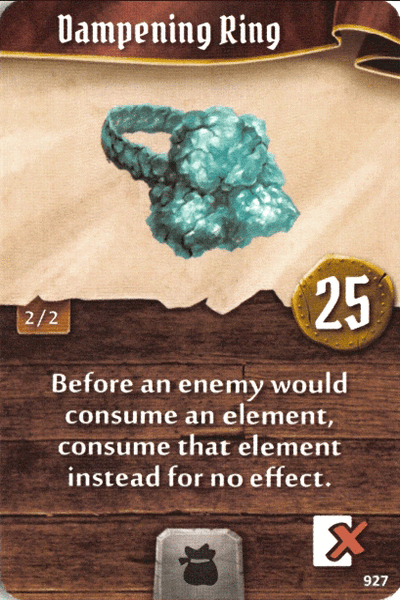 Dampening Ring
2/2
25
Before an enemy would
consume an element,
consume that element
instead for no effect.
927